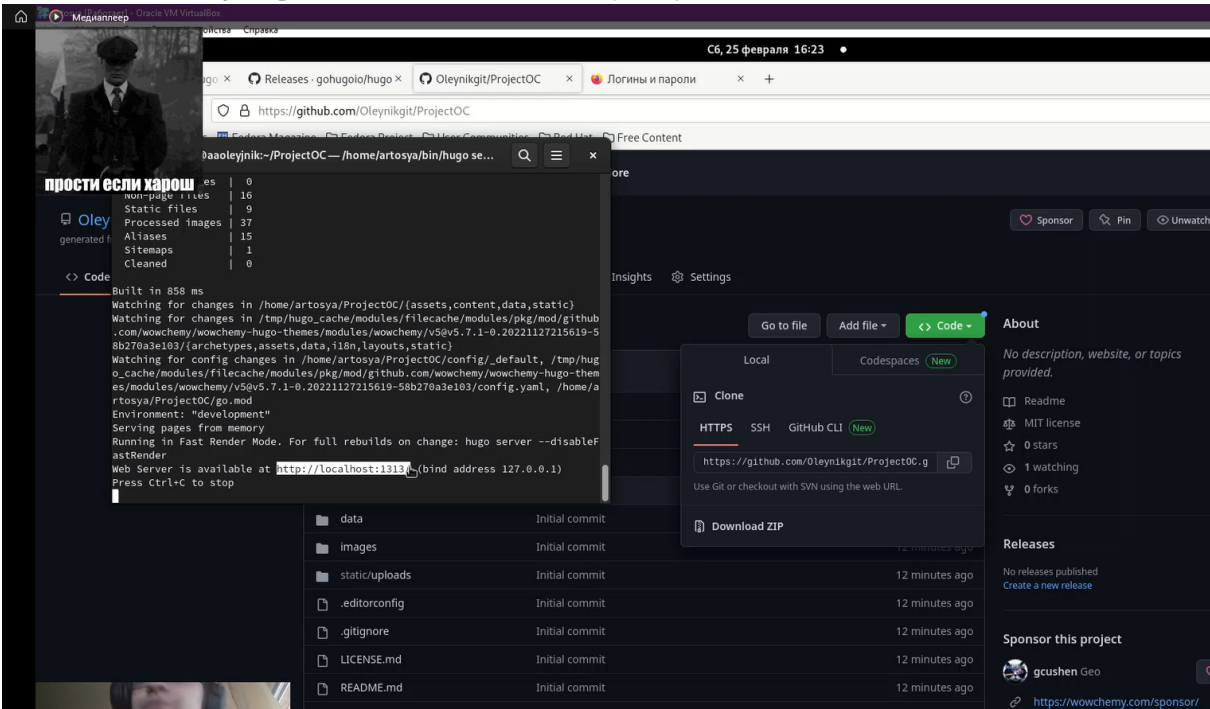 Медиаплеер
[Работает] - Oracle VM VirtualBox
Справка
Сб, 25 февраля 16:23
Releases · gohugoio/hugo
Oleynikgit/ProjectOC
Логины и пароли
https://github.com/Oleynikgit/ProjectOC
Fedora Magazine Fedora Project User Communities Red Hat Free Content
@aaoleyjnik:~/ProjectOC — /home/artosya/bin/hugo se...
прости если харош
es | 0
Non-page files | 16
Static files | 9
Processed images | 37
Aliases | 15
Sitemaps | 1
Cleaned | 0
Built in 858 ms
Watching for changes in /home/artosya/ProjectOC/{assets,content,data,static}
Watching for changes in /tmp/hugo_cache/modules/filecache/modules/pkg/mod/github
.com/wowchemy/wowchemy-hugo-themes/modules/wowchemy/v5@v5.7.1-0.20221127215619-5
8b270a3e103/{archetypes,assets,data,i18n,layouts,static}
Watching for config changes in /home/artosya/ProjectOC/config/_default, /tmp/hug
o_cache/modules/filecache/modules/pkg/mod/github.com/wowchemy/wowchemy-hugo-them
es/modules/wowchemy/v5@v5.7.1-0.20221127215619-58b270a3e103/config.yaml, /home/a
rtosya/ProjectOC/go.mod
Environment: "development"
Serving pages from memory
Running in Fast Render Mode. For full rebuilds on change: hugo server --disableF
astRender
Web Server is available at http://localhost:1313/ (bind address 127.0.0.1)
Press Ctrl+C to stop
ore
Oley
generated f
Sponsor
Pin
Unwatch
Code
Insights
Settings
Go to file
Add file
Code
Local
Codespaces New
Clone
HTTPS SSH GitHub CLI New
https://github.com/Oleynikgit/ProjectOC.g
Use Git or checkout with SVN using the web URL.
Download ZIP
data Initial commit
images Initial commit 12 minutes ago
static/uploads Initial commit 12 minutes ago
.editorconfig Initial commit 12 minutes ago
.gitignore Initial commit 12 minutes ago
LICENSE.md Initial commit 12 minutes ago
README.md Initial commit 12 minutes ago
About
No description, website, or topics
provided.
Readme
MIT license
0 stars
1 watching
0 forks
Releases
No releases published
Create a new release
Sponsor this project
gcushen Geo
https://wowchemy.com/sponsor/